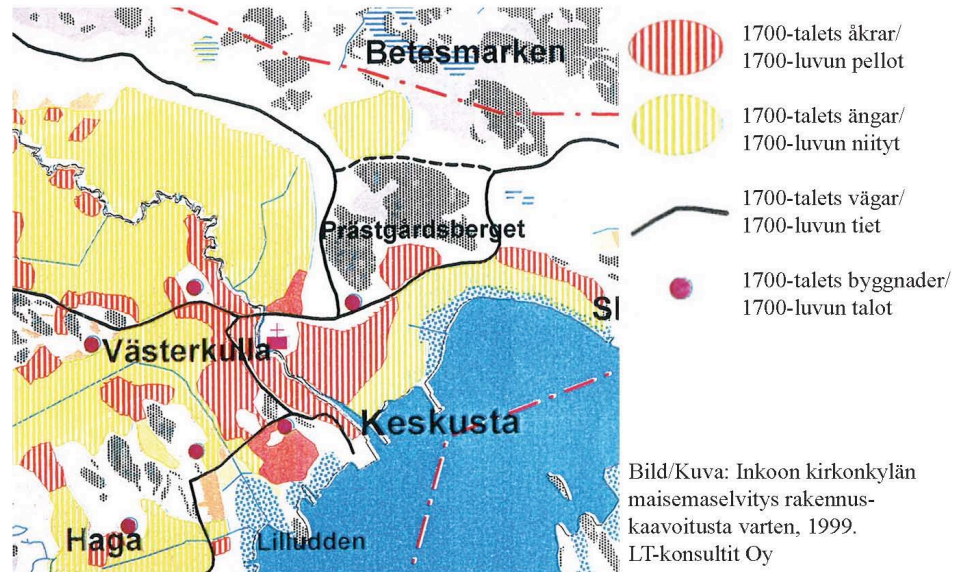 Betesmarken
Prästgårdsberget
Västerkulla
Keskusta
Haga
Lilludden
1700-talets åkrar/
1700-luvun pellot
1700-talets ängar/
1700-luvun niityt
1700-talets vägar/
1700-luvun tiet
1700-talets byggnader/
1700-luvun talot
Bild/Kuva: Inkoon kirkonkylän
maisemaselvitys rakennus-
kaavoitusta varten, 1999.
LT-konsultit Oy